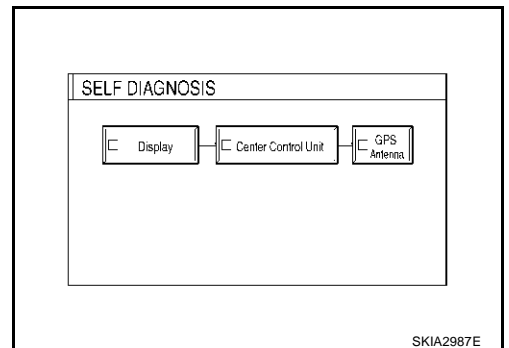 SELF DIAGNOSIS
Display
Center Control Unit
GPS
Antenna
SKIA2987E